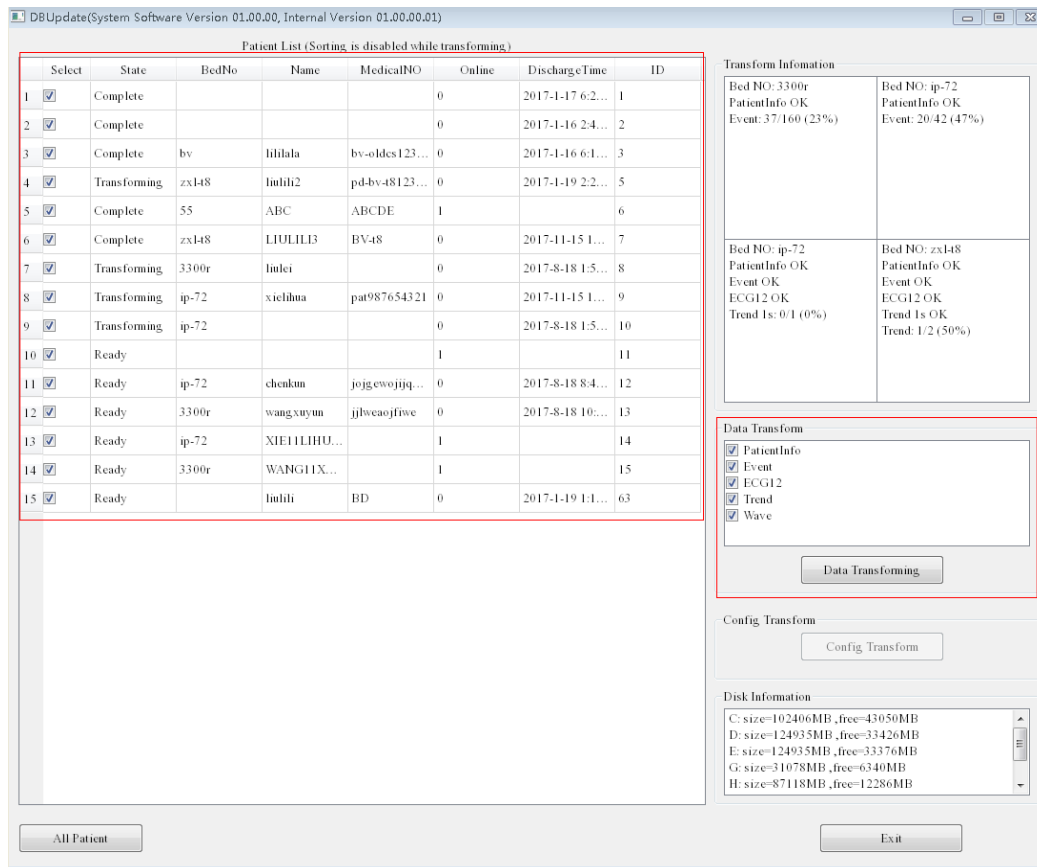 DBUpdate(System Software Version 01.00.00, Internal Version 01.00.00.01)
Patient List (Sorting is disabled while transforming)
Select State BedNo Name MedicalNO Online DischargeTime ID
1 Complete 0 2017-1-17 6:2... 1
2 Complete 0 2017-1-16 2:4... 2
3 Complete bv lililala bv-oldcs123... 0 2017-1-16 6:1... 3
4 Transforming zxl-t8 liulili2 pd-bv-t8123... 0 2017-1-19 2:2... 5
5 Complete 55 ABC ABCDE 1 6
6 Complete zxl-t8 LIULILI3 BV-t8 0 2017-11-15 1... 7
7 Transforming 3300r liulei 0 2017-8-18 1:5... 8
8 Transforming ip-72 xielihua pat987654321 0 2017-11-15 1... 9
9 Transforming ip-72 0 2017-8-18 1:5... 10
10 Ready 1 11
11 Ready ip-72 chenkun jojgewojijq... 0 2017-8-18 8:4... 12
12 Ready 3300r wangxuyun jjlweaojfiwe 0 2017-8-18 10:... 13
13 Ready ip-72 XIE11LIHU... 1 14
14 Ready 3300r WANG11X... 1 15
15 Ready liulili BD 0 2017-1-19 1:1... 63
All Patient
Transform Infomation
Bed NO: 3300r
PatientInfo OK
Event: 37/160 (23%)
Bed NO: ip-72
PatientInfo OK
Event: 20/42 (47%)
Bed NO: ip-72
PatientInfo OK
Event OK
ECG12 OK
Trend 1s: 0/1 (0%)
Bed NO: zxl-t8
PatientInfo OK
Event OK
ECG12 OK
Trend 1s OK
Trend: 1/2 (50%)
Data Transform
PatientInfo
Event
ECG12
Trend
Wave
Data Transforming
Config Transform
Config Transform
Disk Information
C: size=102406MB ,free=43050MB
D: size=124935MB ,free=33426MB
E: size=124935MB ,free=33376MB
G: size=31078MB ,free=6340MB
H: size=87118MB ,free=12286MB
Exit